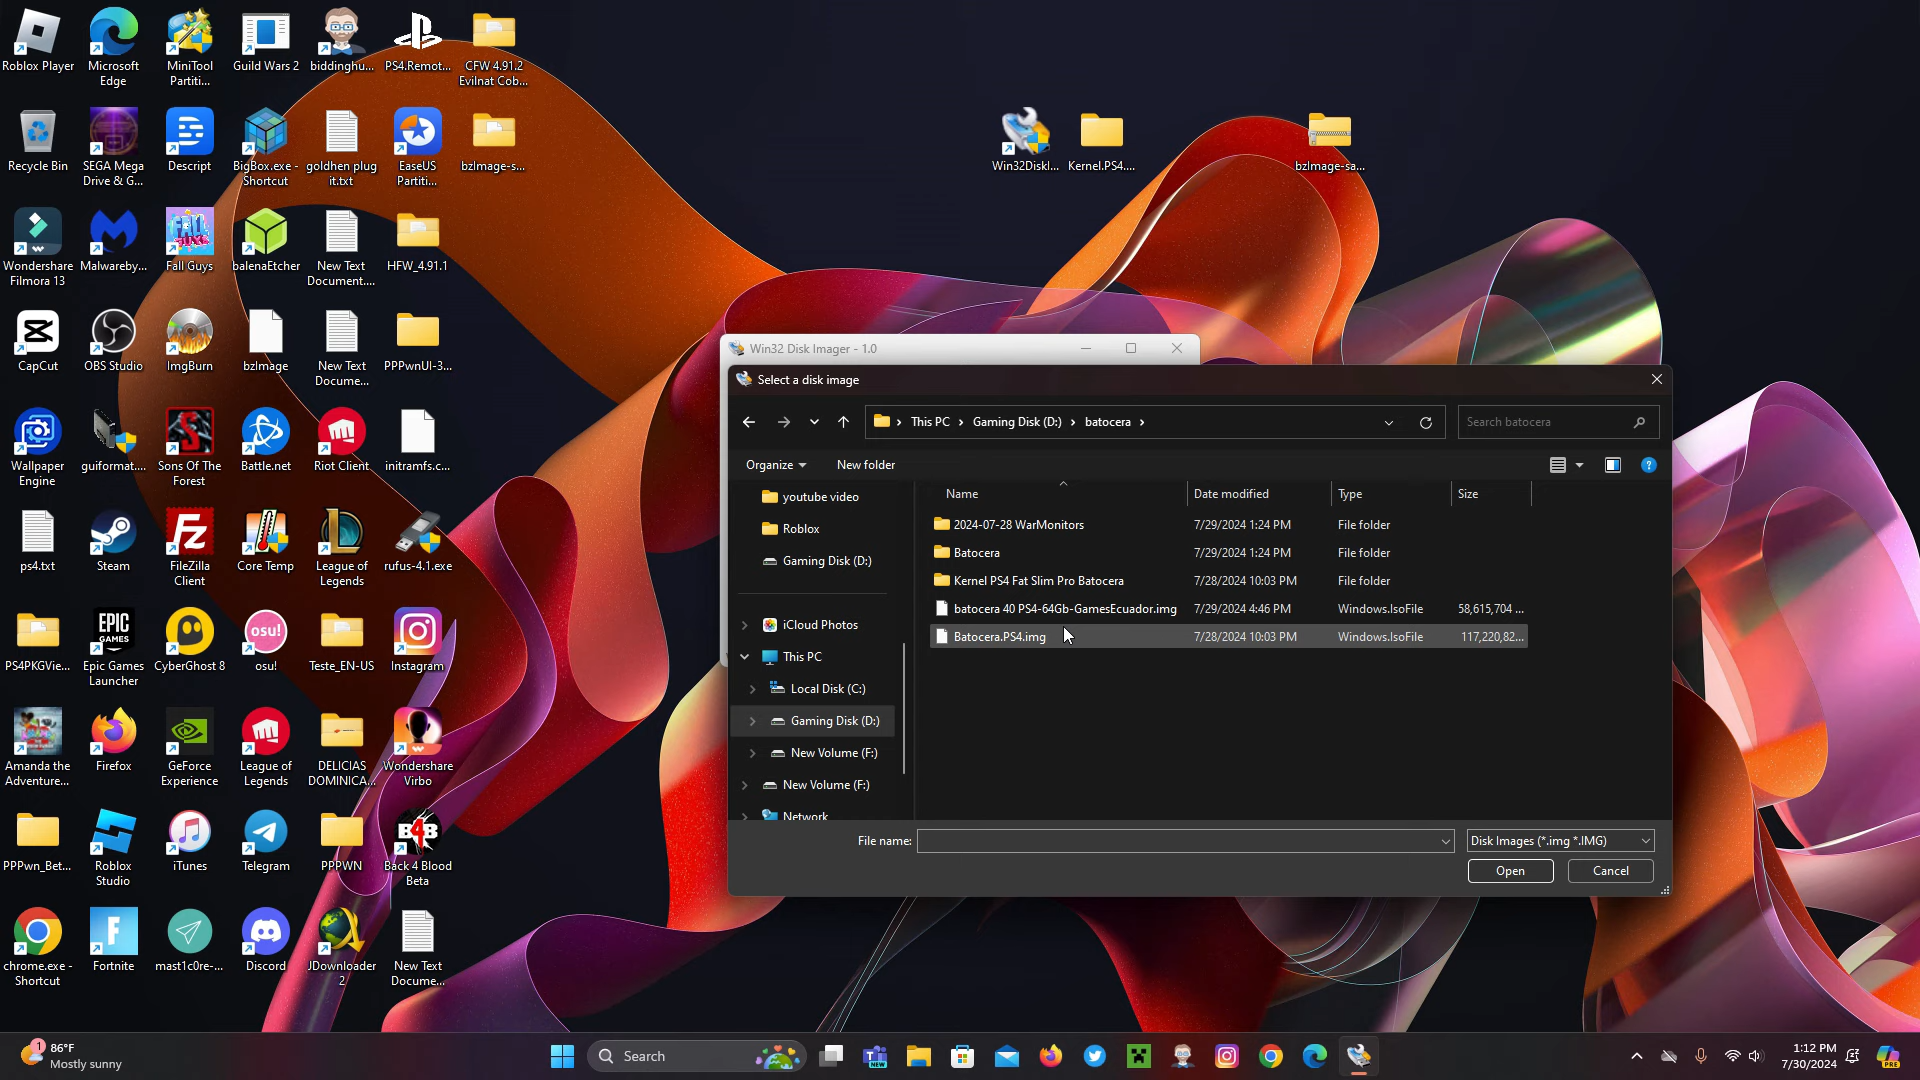 Roblox Player
Microsoft
Edge
MiniTool
Partiti...
Guild Wars 2
biddinghu...
PS4.Remot...
CFW 4.91.2
Evilnat Cob...
Recycle Bin
SEGA Mega
Drive & G...
Descript
BigBox.exe -
Shortcut
goldhen plug
it.txt
EaseUS
Partiti...
bzImage-s...
Win32DiskI...
Kernel.PS4....
bzImage-sa...
Wondershare
Filmora 13
Malwareby...
Fall Guys
balenaEtcher
New Text
Document....
HFW_4.91.1
CapCut
OBS Studio
ImgBurn
bzImage
New Text
Docume...
PPPwnUI-3...
Wallpaper
Engine
guiformat....
Sons Of The
Forest
Battle.net
Riot Client
initramfs.c...
ps4.txt
Steam
FileZilla
Client
Core Temp
League of
Legends
rufus-4.1.exe
PS4PKGVie...
Epic Games
Launcher
CyberGhost 8
osu!
Teste_EN-US
Instagram
Amanda the
Adventure...
Firefox
GeForce
Experience
League of
Legends
DELICIAS
DOMINICA...
Wondershare
Virbo
PPPwn_Bet...
Roblox
Studio
iTunes
Telegram
PPPWN
Back 4 Blood
Beta
chrome.exe -
Shortcut
Fortnite
mast1c0re-...
Discord
JDownloader
2
New Text
Docume...
Win32 Disk Imager - 1.0
Select a disk image
This PC
Gaming Disk (D:)
batocera
Search batocera
Organize
New folder
youtube video
Roblox
Gaming Disk (D:)
iCloud Photos
This PC
Local Disk (C:)
Gaming Disk (D:)
New Volume (F:)
New Volume (F:)
Network
Name
Date modified
Type
Size
2024-07-28 WarMonitors
7/29/2024 1:24 PM
File folder
Batocera
7/29/2024 1:24 PM
File folder
Kernel PS4 Fat Slim Pro Batocera
7/28/2024 10:03 PM
File folder
batocera 40 PS4-64Gb-GamesEcuador.img
7/29/2024 4:46 PM
Windows.IsoFile
58,615,704 ...
Batocera.PS4.img
7/28/2024 10:03 PM
Windows.IsoFile
117,220,82...
File name:
Disk Images (*.img *.IMG)
Open
Cancel
1
86°F
Mostly sunny
Search
NEW
1:12 PM
7/30/2024
PRE